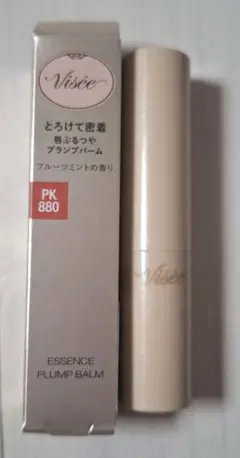 Visée
とろけて密着
唇ぷるつや
プランプバーム
フルーツミントの香り
PK
880
ESSENCE
PLUMP BALM
Visée